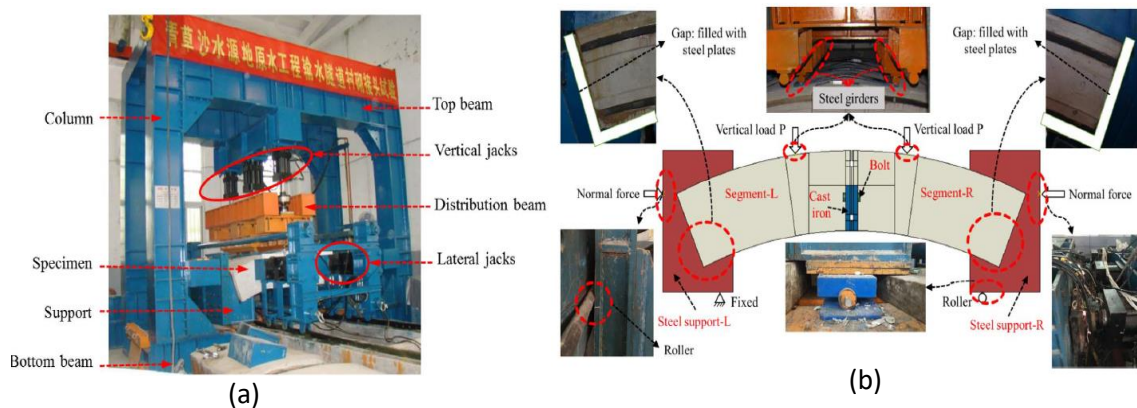 青草沙水源地原水工程输水隧道衬砌接头试验
Column
Top beam
Vertical jacks
Distribution beam
Specimen
Lateral jacks
Support
Bottom beam
(a)
Gap: filled with
steel plates
Gap: filled with
steel plates
Steel girders
Vertical load P
Vertical load P
Bolt
Normal force
Segment-L
Cast
iron
Segment-R
Normal force
Fixed
Roller
Steel support-L
Steel support-R
Roller
(b)